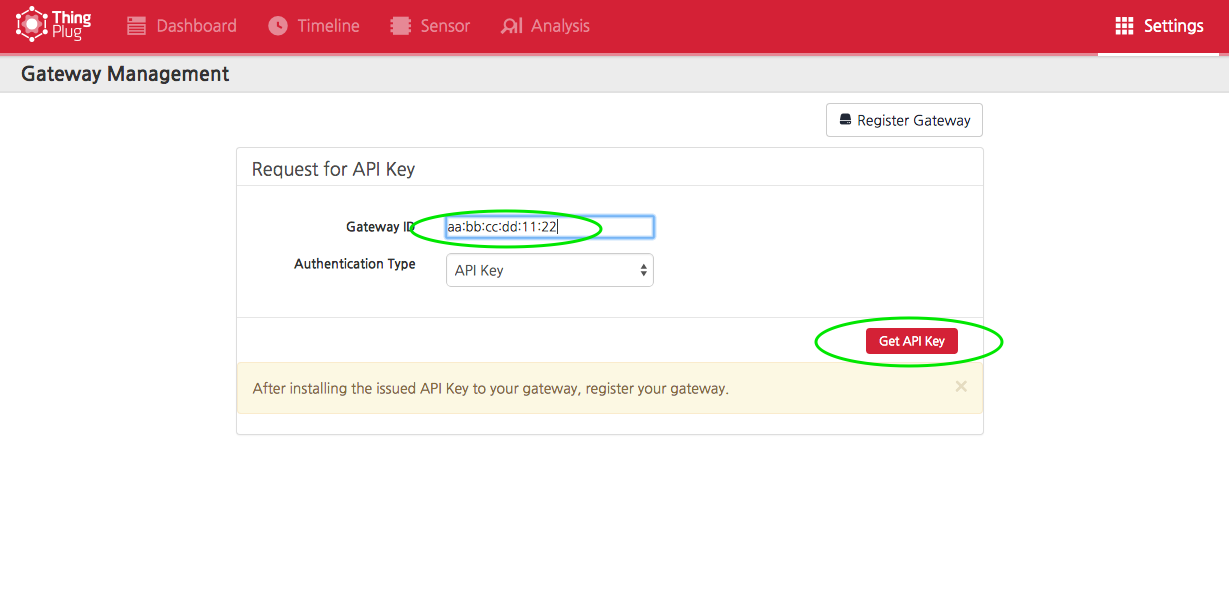 Thing
Plug
Dashboard
Timeline
Sensor
Analysis
Settings
Gateway Management
Register Gateway
Request for API Key
Gateway ID
aa:bb:cc:dd:11:22
Authentication Type
API Key
Get API Key
After installing the issued API Key to your gateway, register your gateway.
×